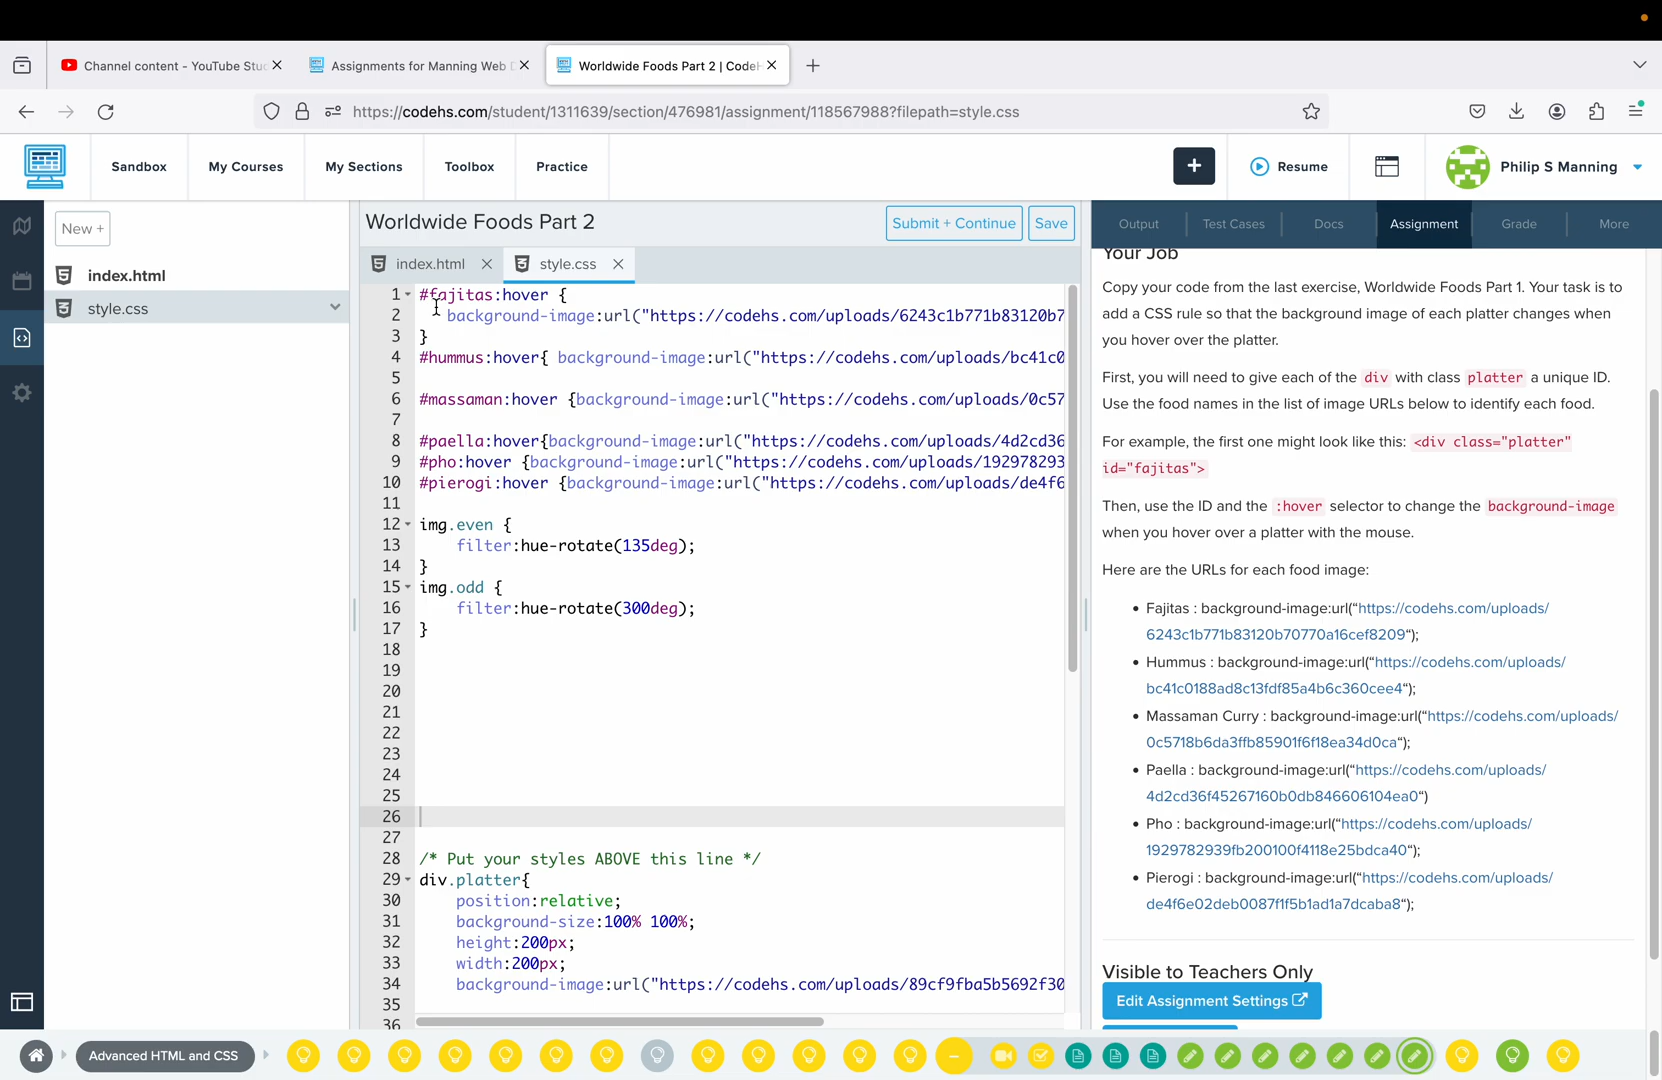 Channel content - YouTube Stu
Assignments for Manning Web D
Worldwide Foods Part 2 | Code
https://codehs.com/student/1311639/section/476981/assignment/118567988?filepath=style.css
Sandbox
My Courses
My Sections
Toolbox
Practice
+
Resume
Philip S Manning
New +
index.html
style.css
Worldwide Foods Part 2
Submit + Continue
Save
index.html
style.css
1 #fajitas:hover {
2 background-image:url("https://codehs.com/uploads/6243c1b771b83120b7
3 }
4 #hummus:hover{ background-image:url("https://codehs.com/uploads/bc41c0
5
6 #massaman:hover {background-image:url("https://codehs.com/uploads/0c57
7
8 #paella:hover{background-image:url("https://codehs.com/uploads/4d2cd36
9 #pho:hover {background-image:url("https://codehs.com/uploads/192978293
10 #pierogi:hover {background-image:url("https://codehs.com/uploads/de4f6
11
12 img.even {
13 filter:hue-rotate(135deg);
14 }
15 img.odd {
16 filter:hue-rotate(300deg);
17 }
18
19
20
21
22
23
24
25
26
27
28 /* Put your styles ABOVE this line */
29 div.platter{
30 position:relative;
31 background-size:100% 100%;
32 height:200px;
33 width:200px;
34 background-image:url("https://codehs.com/uploads/89cf9fba5b5692f30
35
36
Output
Test Cases
Docs
Assignment
Grade
More
Your Job
Copy your code from the last exercise, Worldwide Foods Part 1. Your task is to
add a CSS rule so that the background image of each platter changes when
you hover over the platter.
First, you will need to give each of the div with class platter a unique ID.
Use the food names in the list of image URLs below to identify each food.
For example, the first one might look like this: <div class="platter"
id="fajitas">
Then, use the ID and the :hover selector to change the background-image
when you hover over a platter with the mouse.
Here are the URLs for each food image:
• Fajitas : background-image:url(“https://codehs.com/uploads/
6243c1b771b83120b70770a16cef8209“);
• Hummus : background-image:url(“https://codehs.com/uploads/
bc41c0188ad8c13fdf85a4b6c360cee4“);
• Massaman Curry : background-image:url(“https://codehs.com/uploads/
0c5718b6da3ffb85901f6f18ea34d0ca“);
• Paella : background-image:url(“https://codehs.com/uploads/
4d2cd36f45267160b0db846606104ea0“)
• Pho : background-image:url(“https://codehs.com/uploads/
1929782939fb200100f4118e25bdca40“);
• Pierogi : background-image:url(“https://codehs.com/uploads/
de4f6e02deb0087f1f5b1ad1a7dcaba8“);
Visible to Teachers Only
Edit Assignment Settings
Advanced HTML and CSS